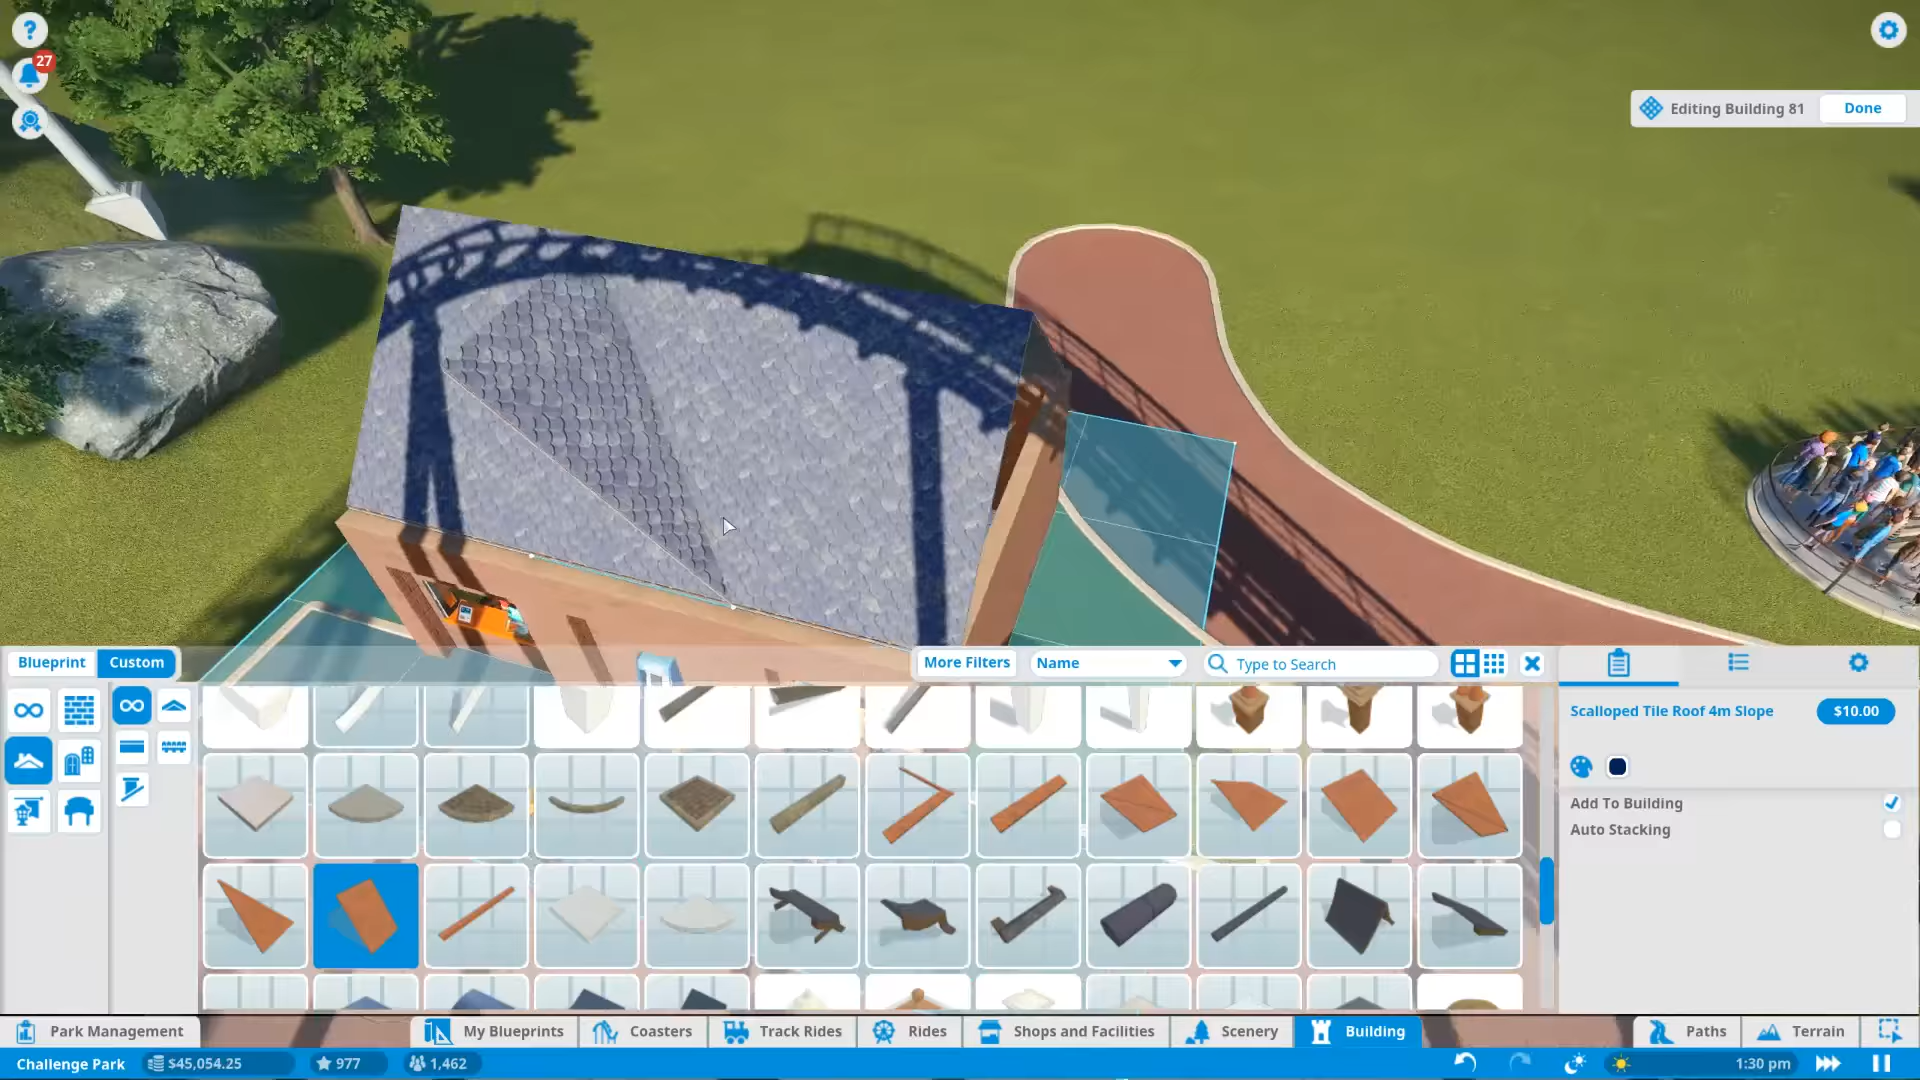 ?
27
Editing Building 81
Done
Blueprint
Custom
More Filters
Name
Type to Search
Scalloped Tile Roof 4m Slope
$10.00
Add To Building
Auto Stacking
Park Management
My Blueprints
Coasters
Track Rides
Rides
Shops and Facilities
Scenery
Building
Paths
Terrain
Challenge Park
$45,054.25
977
1,462
1:30 pm